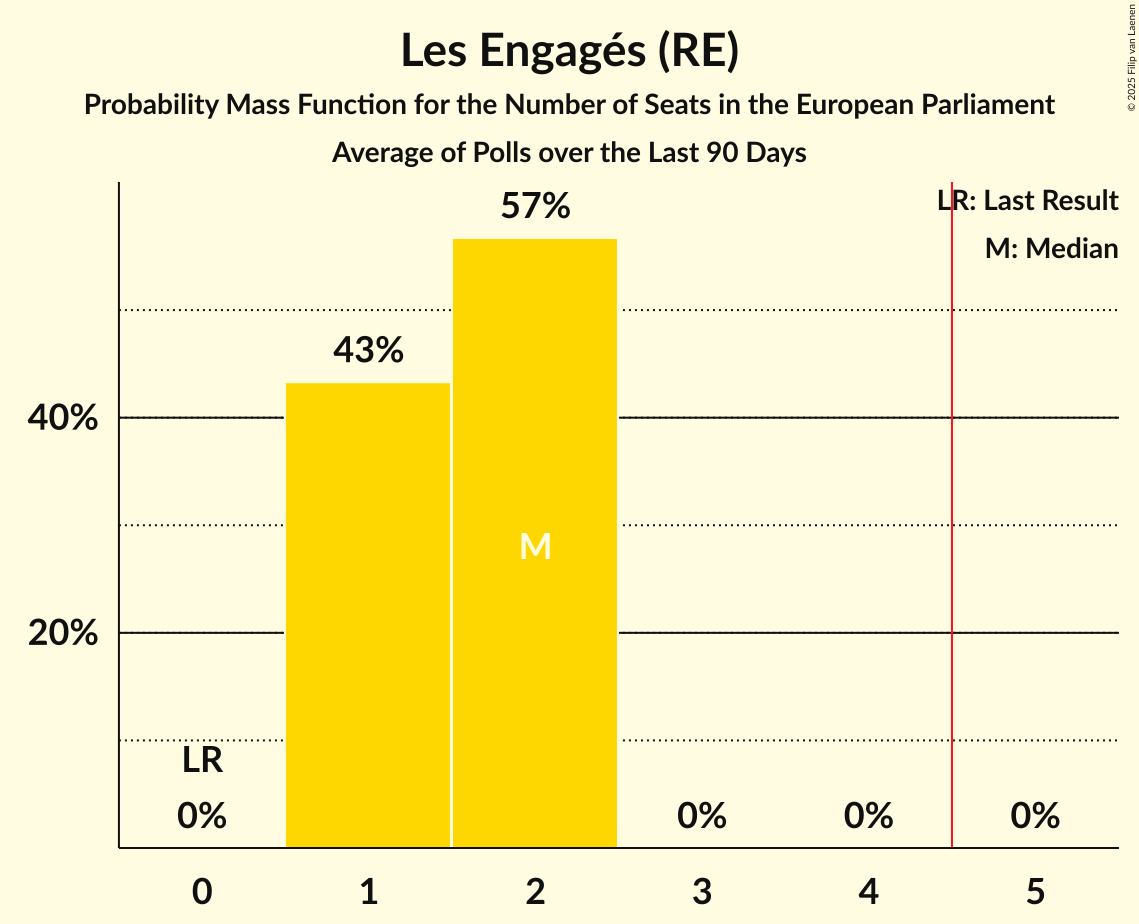 Les Engagés (RE)
Probability Mass Function for the Number of Seats in the European Parliament
Average of Polls over the Last 90 Days
© 2025 Filip van Laenen
LR: Last Result
M: Median
57%
43%
40%
M
20%
LR
0%
0%
0%
0%
0
1
2
3
4
5